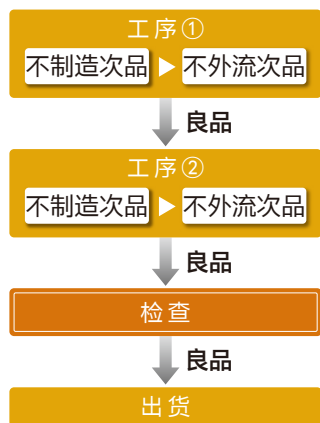 工序①
不制造次品 ▶ 不外流次品
良品
工序②
不制造次品 ▶ 不外流次品
良品
检查
良品
出货